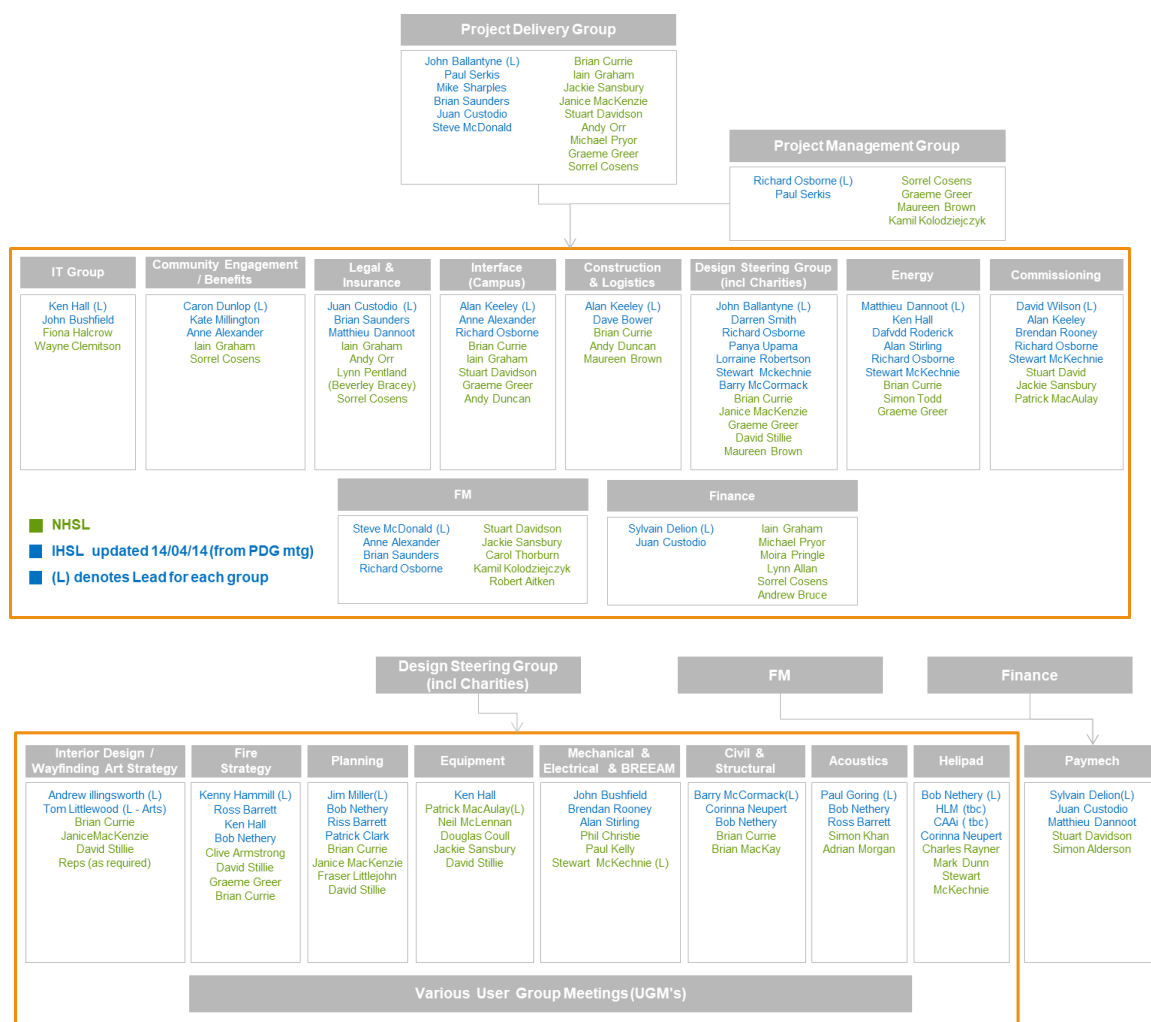 Project Delivery Group
John Ballantyne (L)
Paul Serkis
Mike Sharples
Brian Saunders
Juan Custodio
Steve McDonald
Brian Currie
Iain Graham
Jackie Sansbury
Janice MacKenzie
Stuart Davidson
Andy Orr
Michael Pryor
Graeme Greer
Sorrel Cosens
Project Management Group
Richard Osborne (L)
Paul Serkis
Sorrel Cosens
Graeme Greer
Maureen Brown
Kamil Kolodziejczyk
IT Group
Ken Hall (L)
John Bushfield
Fiona Halcrow
Wayne Clemitson
Community Engagement
/ Benefits
Caron Dunlop (L)
Kate Millington
Anne Alexander
Iain Graham
Sorrel Cosens
Legal &
Insurance
Juan Custodio (L)
Brian Saunders
Matthieu Dannoot
Iain Graham
Andy Orr
Lynn Pentland
(Beverley Bracey)
Sorrel Cosens
Interface
(Campus)
Alan Keeley (L)
Anne Alexander
Richard Osborne
Brian Currie
Iain Graham
Stuart Davidson
Graeme Greer
Andy Duncan
Construction
& Logistics
Alan Keeley (L)
Dave Bower
Brian Currie
Andy Duncan
Maureen Brown
Design Steering Group
(incl Charities)
John Ballantyne (L)
Darren Smith
Richard Osborne
Panya Uparna
Lorraine Robertson
Stewart Mckechnie
Barry McCormack
Brian Currie
Janice MacKenzie
Graeme Greer
David Stillie
Maureen Brown
Energy
Matthieu Dannoot (L)
Ken Hall
Dafvdd Roderick
Alan Stirling
Richard Osborne
Stewart McKechnie
Brian Currie
Simon Todd
Graeme Greer
Commissioning
David Wilson (L)
Alan Keeley
Brendan Rooney
Richard Osborne
Stewart McKechnie
Stuart David
Jackie Sansbury
Patrick MacAulay
NHSL
IHSL updated 14/04/14 (from PDG mtg)
(L) denotes Lead for each group
FM
Steve McDonald (L)
Anne Alexander
Brian Saunders
Richard Osborne
Stuart Davidson
Jackie Sansbury
Carol Thorburn
Kamil Kolodziejczyk
Robert Aitken
Finance
Sylvain Delion (L)
Juan Custodio
Iain Graham
Michael Pryor
Moira Pringle
Lynn Allan
Sorrel Cosens
Andrew Bruce
Design Steering Group
(incl Charities)
FM
Finance
Interior Design /
Wayfinding Art Strategy
Andrew illingsworth (L)
Tom Littlewood (L - Arts)
Brian Currie
JaniceMacKenzie
David Stillie
Reps (as required)
Fire
Strategy
Kenny Hammill (L)
Ross Barrett
Ken Hall
Bob Nethery
Clive Armstrong
David Stillie
Graeme Greer
Brian Currie
Planning
Jim Miller(L)
Bob Nethery
Riss Barrett
Patrick Clark
Brian Currie
Janice MacKenzie
Fraser Littlejohn
David Stillie
Equipment
Ken Hall
Patrick MacAulay(L)
Neil McLennan
Douglas Coull
Jackie Sansbury
David Stillie
Mechanical &
Electrical & BREEAM
John Bushfield
Brendan Rooney
Alan Stirling
Phil Christie
Paul Kelly
Stewart McKechnie (L)
Civil &
Structural
Barry McCormack(L)
Corinna Neupert
Bob Nethery
Brian Currie
Brian MacKay
Acoustics
Paul Goring (L)
Bob Nethery
Ross Barrett
Simon Khan
Adrian Morgan
Helipad
Bob Nethery (L)
HLM (tbc)
CAAi ( tbc)
Corinna Neupert
Charles Rayner
Mark Dunn
Stewart
McKechnie
Paymech
Sylvain Delion(L)
Juan Custodio
Matthieu Dannoot
Stuart Davidson
Simon Alderson
Various User Group Meetings (UGM's)